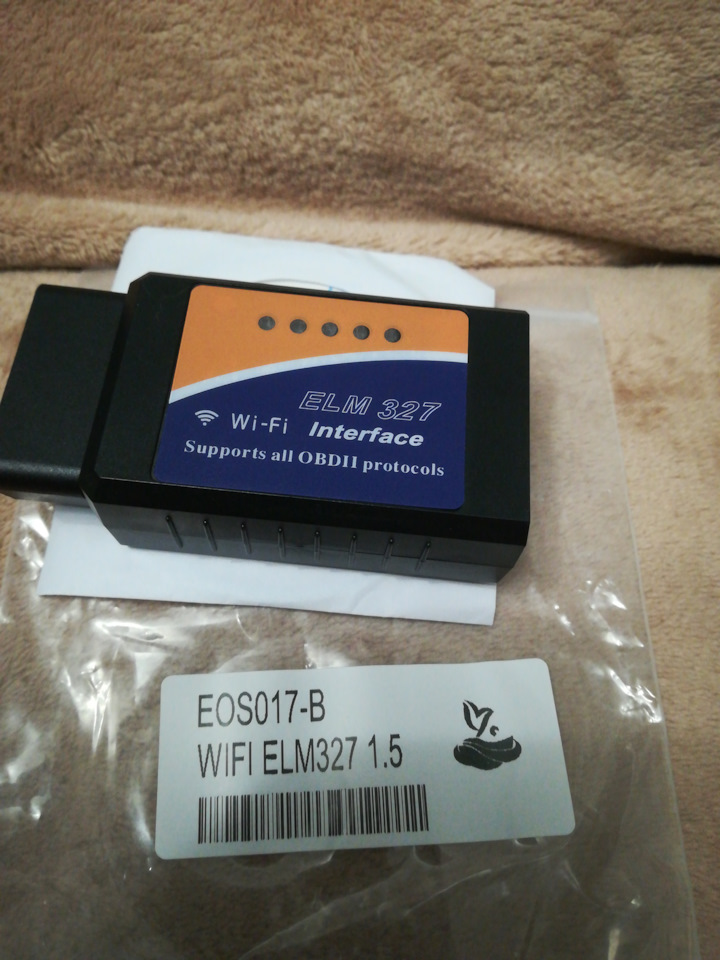 ELM 327
Wi-Fi Interface
Supports all OBDII protocols
EOS017-B
WIFI ELM327 1.5